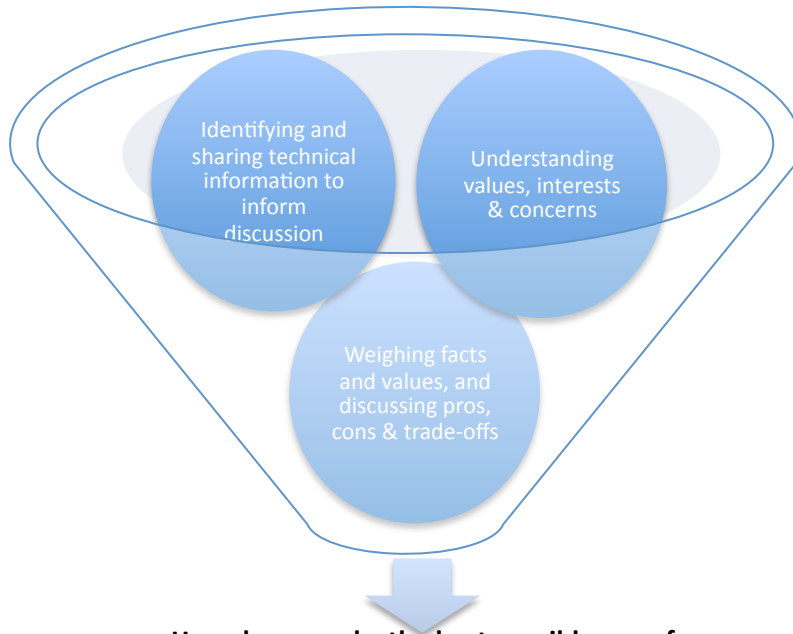 Identifying and
sharing technical
information to
inform
discussion
Understanding
values, interests
& concerns
Weighing facts
and values, and
discussing pros,
cons & trade-offs